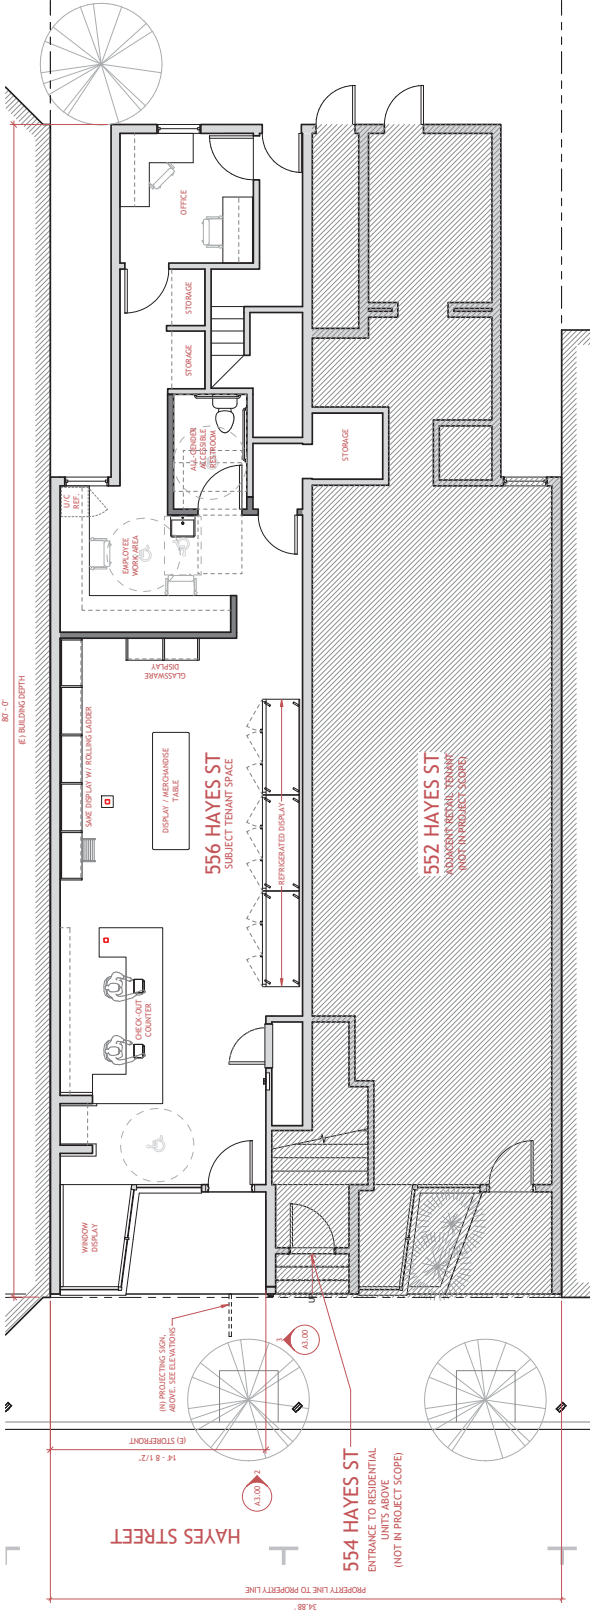 OFFICE
STORAGE
STORAGE
ALL-GENDER
ACCESSIBLE
RESTROOM
STORAGE
U/C
REF.
EMPLOYEE
WORK AREA
80' - 0"
(E) BUILDING DEPTH
GLASSWARE
DISPLAY
SAKE DISPLAY W/ ROLLING LADDER
DISPLAY / MERCHANDISE
TABLE
556 HAYES ST
SUBJECT TENANT SPACE
REFRIGERATED DISPLAY
552 HAYES ST
ADJACENT RETAIL TENANT
(NOT IN PROJECT SCOPE)
CHECK-OUT
COUNTER
WINDOW
DISPLAY
UP
(N) PROJECTING SIGN,
ABOVE. SEE ELEVATIONS
3
A3.00
(E) STOREFRONT
14' - 8 1/2"
2
A3.00
554 HAYES ST
ENTRANCE TO RESIDENTIAL
UNITS ABOVE
(NOT IN PROJECT SCOPE)
HAYES STREET
PROPERTY LINE TO PROPERTY LINE
34.88'